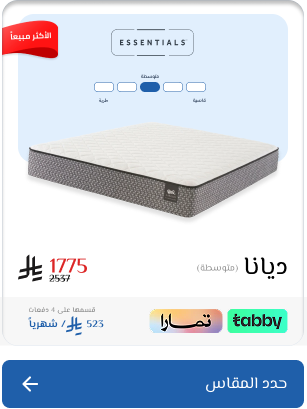 الأكثر مبيعاً
ESSENTIALS
متوسطة
طرية
قاسية
ديانا (متوسطة)
1775
2537
tabby
تمارا
قسمها على 4 دفعات
523 / شهرياً
حدد المقاس